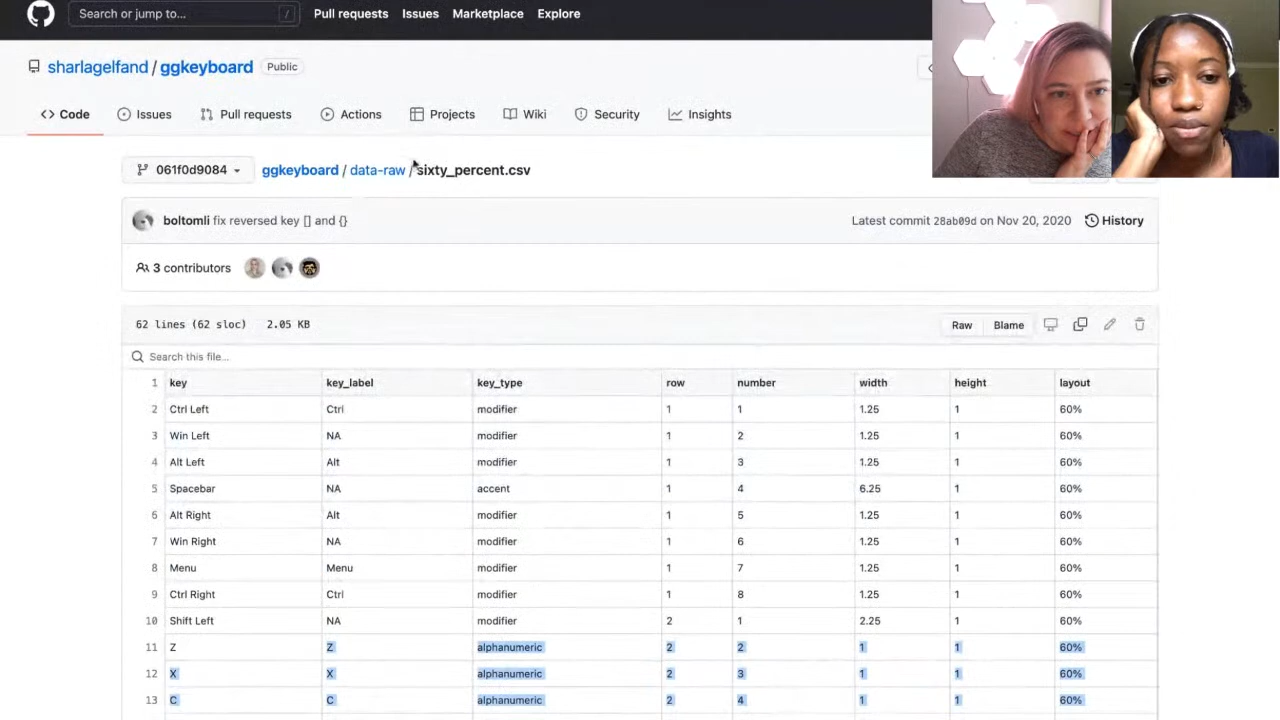 Search or jump to... / Pull requests Issues Marketplace Explore
sharlagelfand / ggkeyboard Public
<> Code Issues Pull requests Actions Projects Wiki Security Insights
061f0d9084 ggkeyboard / data-raw / sixty_percent.csv
boltomli fix reversed key [] and {} Latest commit 28ab09d on Nov 20, 2020 History
3 contributors
62 lines (62 sloc) 2.05 KB Raw Blame
Search this file...
1 key key_label key_type row number width height layout
2 Ctrl Left Ctrl modifier 1 1 1.25 1 60%
3 Win Left NA modifier 1 2 1.25 1 60%
4 Alt Left Alt modifier 1 3 1.25 1 60%
5 Spacebar NA accent 1 4 6.25 1 60%
6 Alt Right Alt modifier 1 5 1.25 1 60%
7 Win Right NA modifier 1 6 1.25 1 60%
8 Menu Menu modifier 1 7 1.25 1 60%
9 Ctrl Right Ctrl modifier 1 8 1.25 1 60%
10 Shift Left NA modifier 2 1 2.25 1 60%
11 Z Z alphanumeric 2 2 1 1 60%
12 X X alphanumeric 2 3 1 1 60%
13 C C alphanumeric 2 4 1 1 60%